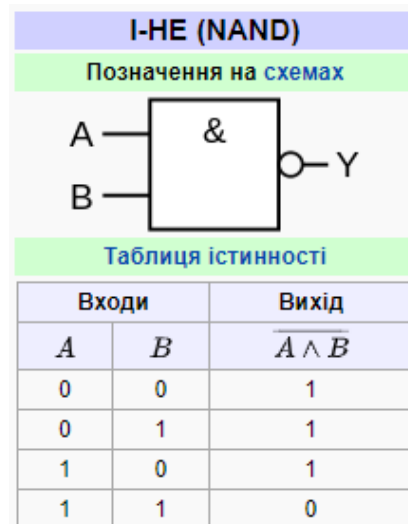 І-НЕ (NAND)
Позначення на схемах
A
&
B
Y
Таблиця істинності
Входи Вихід
A B \overline{A ∧ B}
0 0 1
0 1 1
1 0 1
1 1 0